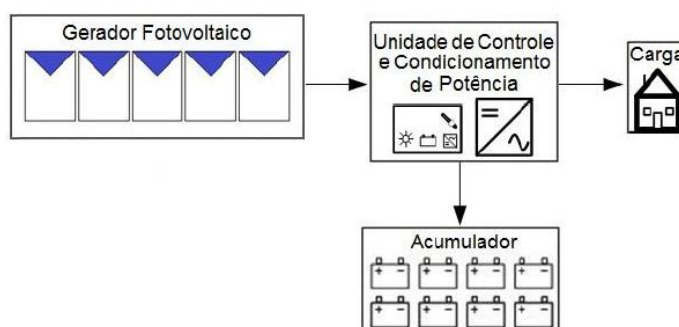 Gerador Fotovoltaico
Unidade de Controle
e Condicionamento
de Potência
Carga
Acumulador
+ - + - + - + -
+ - + - + - + -